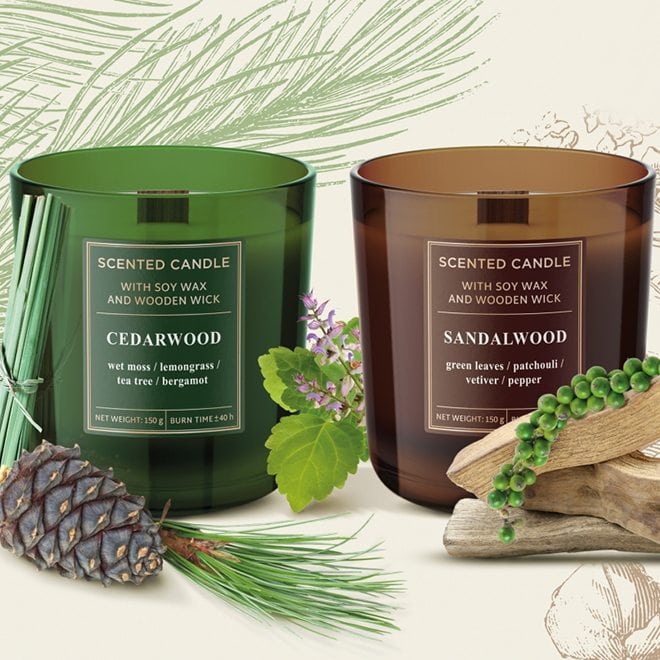 SCENTED CANDLE
WITH SOY WAX
AND WOODEN WICK
CEDARWOOD
wet moss / lemongrass /
tea tree / bergamot
NET WEIGHT: 150 g | BURN TIME ± 40 h
SCENTED CANDLE
WITH SOY WAX
AND WOODEN WICK
SANDALWOOD
green leaves / patchouli /
vetiver / pepper
NET WEIGHT: 150 g